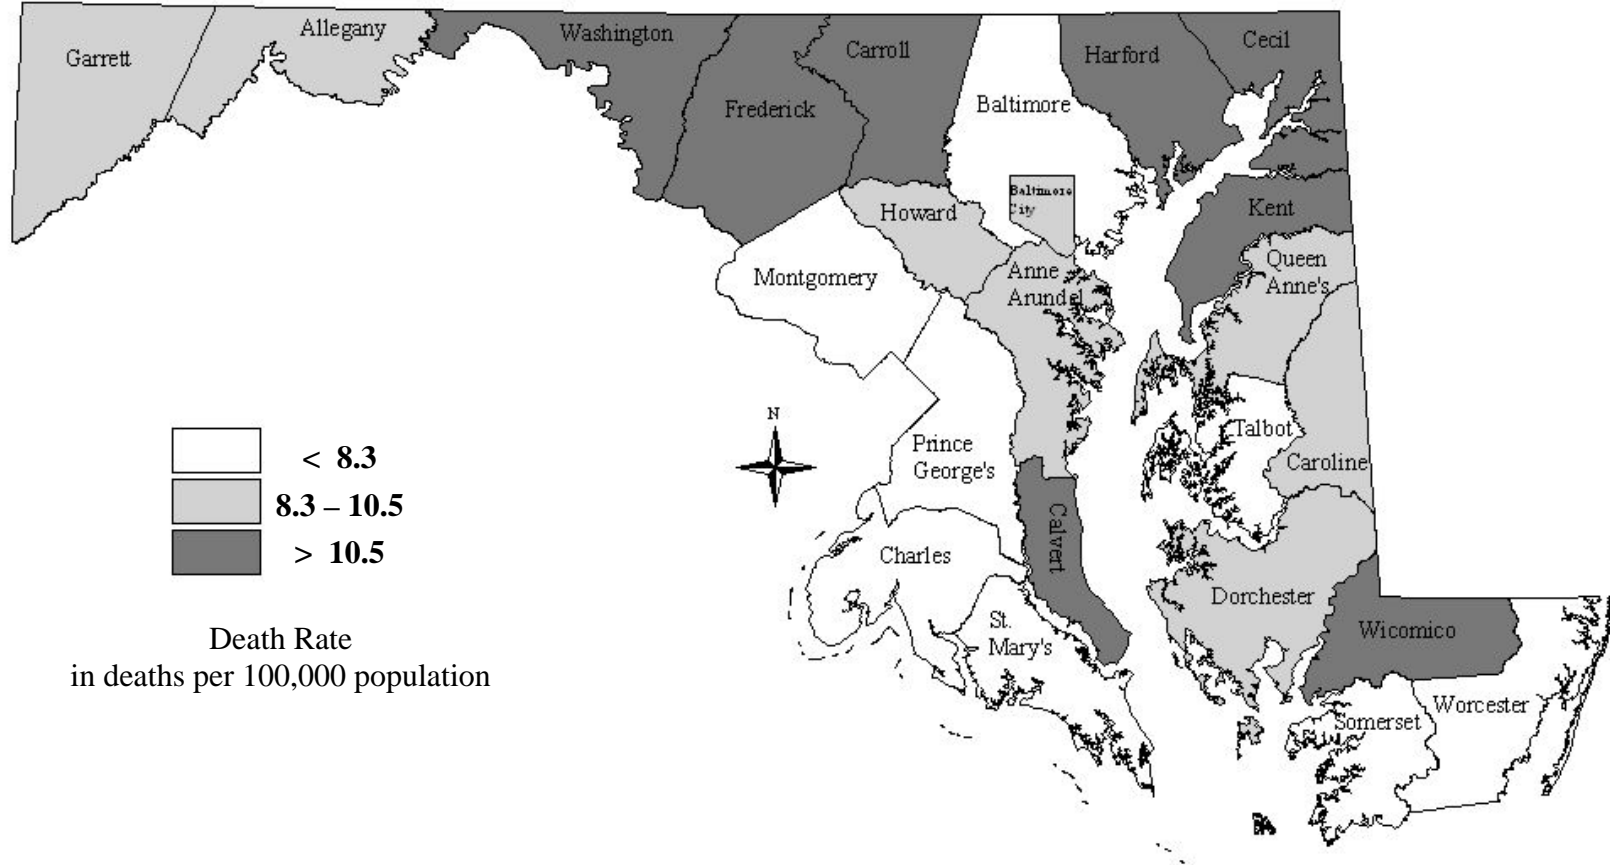 Garrett
Allegany
Washington
Frederick
Carroll
Baltimore
Harford
Cecil
Baltimore
City
Howard
Kent
Montgomery
Anne
Arundel
Queen
Anne's
N
Prince
George's
Talbot
Caroline
Calvert
Charles
Dorchester
St.
Mary's
Wicomico
Somerset
Worcester
< 8.3
8.3 – 10.5
> 10.5
Death Rate
in deaths per 100,000 population